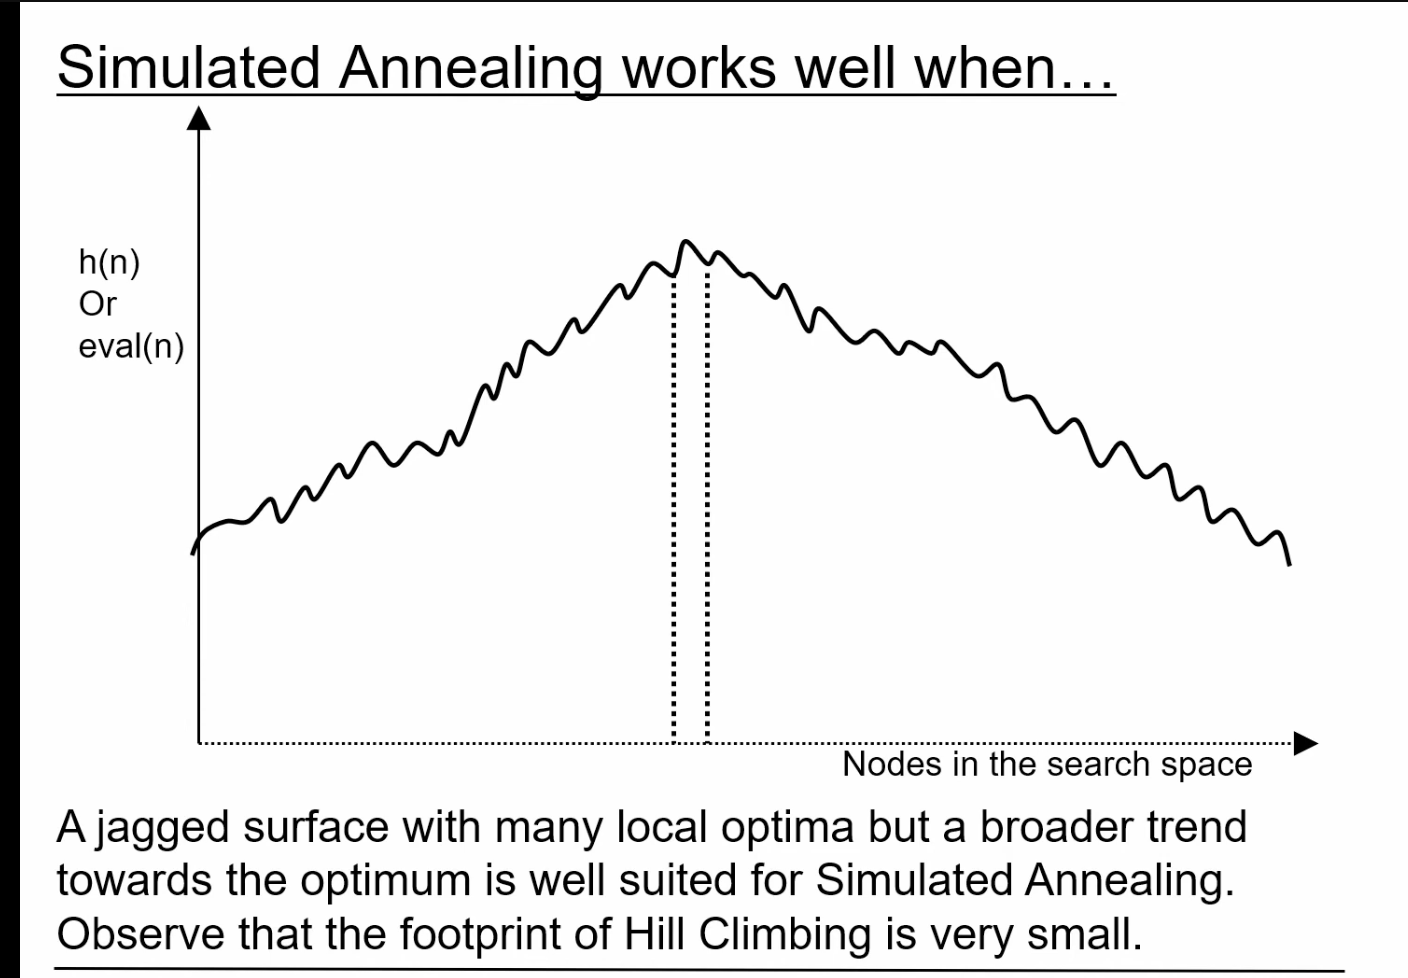 Simulated Annealing works well when…
h(n)
Or
eval(n)
Nodes in the search space
A jagged surface with many local optima but a broader trend
towards the optimum is well suited for Simulated Annealing.
Observe that the footprint of Hill Climbing is very small.